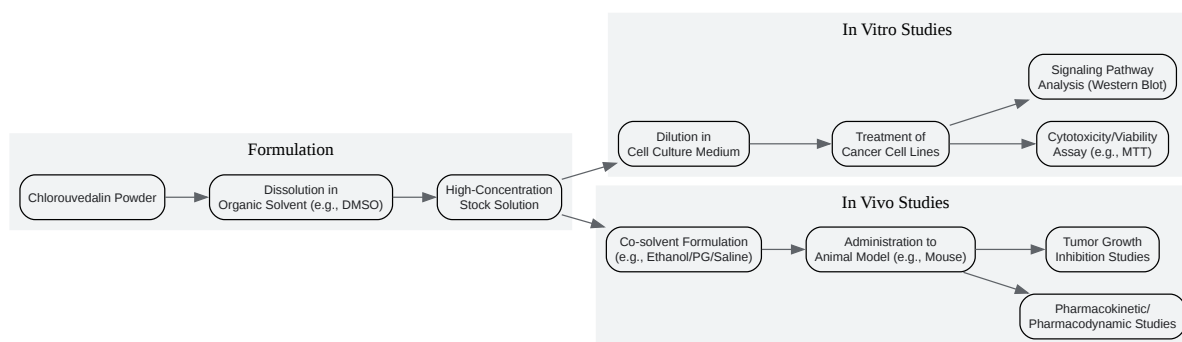 Formulation
Chlorouvedalin Powder
Dissolution in
Organic Solvent (e.g., DMSO)
High-Concentration
Stock Solution
In Vitro Studies
Dilution in
Cell Culture Medium
Treatment of
Cancer Cell Lines
Signaling Pathway
Analysis (Western Blot)
Cytotoxicity/Viability
Assay (e.g., MTT)
In Vivo Studies
Co-solvent Formulation
(e.g., Ethanol/PG/Saline)
Administration to
Animal Model (e.g., Mouse)
Tumor Growth
Inhibition Studies
Pharmacokinetic/
Pharmacodynamic Studies